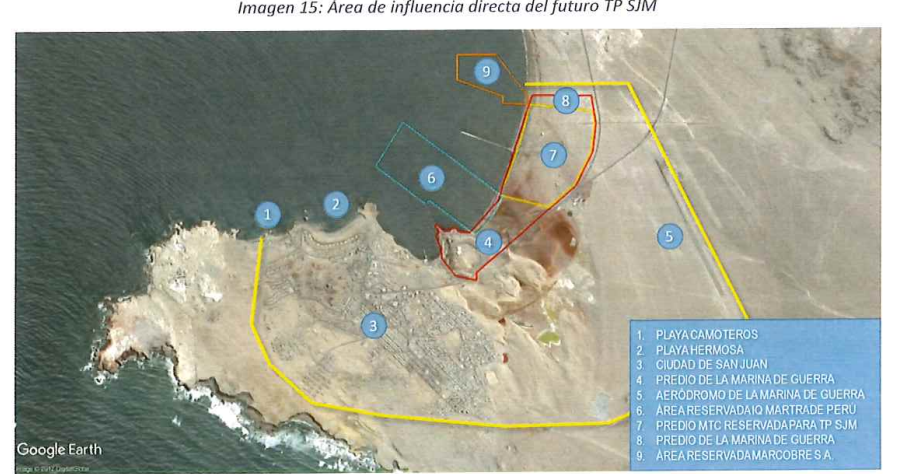 Imagen 15: Área de influencia directa del futuro TP SJM
9
8
7
6
1
2
4
5
3
1. PLAYA CAMOTEROS
2. PLAYA HERMOSA
3. CIUDAD DE SAN JUAN
4. PREDIO DE LA MARINA DE GUERRA
5. AERÓDROMO DE LA MARINA DE GUERRA
6. ÁREA RESERVADA IQ MARTRADE PERÚ
7. PREDIO MTC RESERVADA PARA TP SJM
8. PREDIO DE LA MARINA DE GUERRA
9. ÁREA RESERVADA MARCOBRE S.A.
Google Earth
Image © 2017 DigitalGlobe